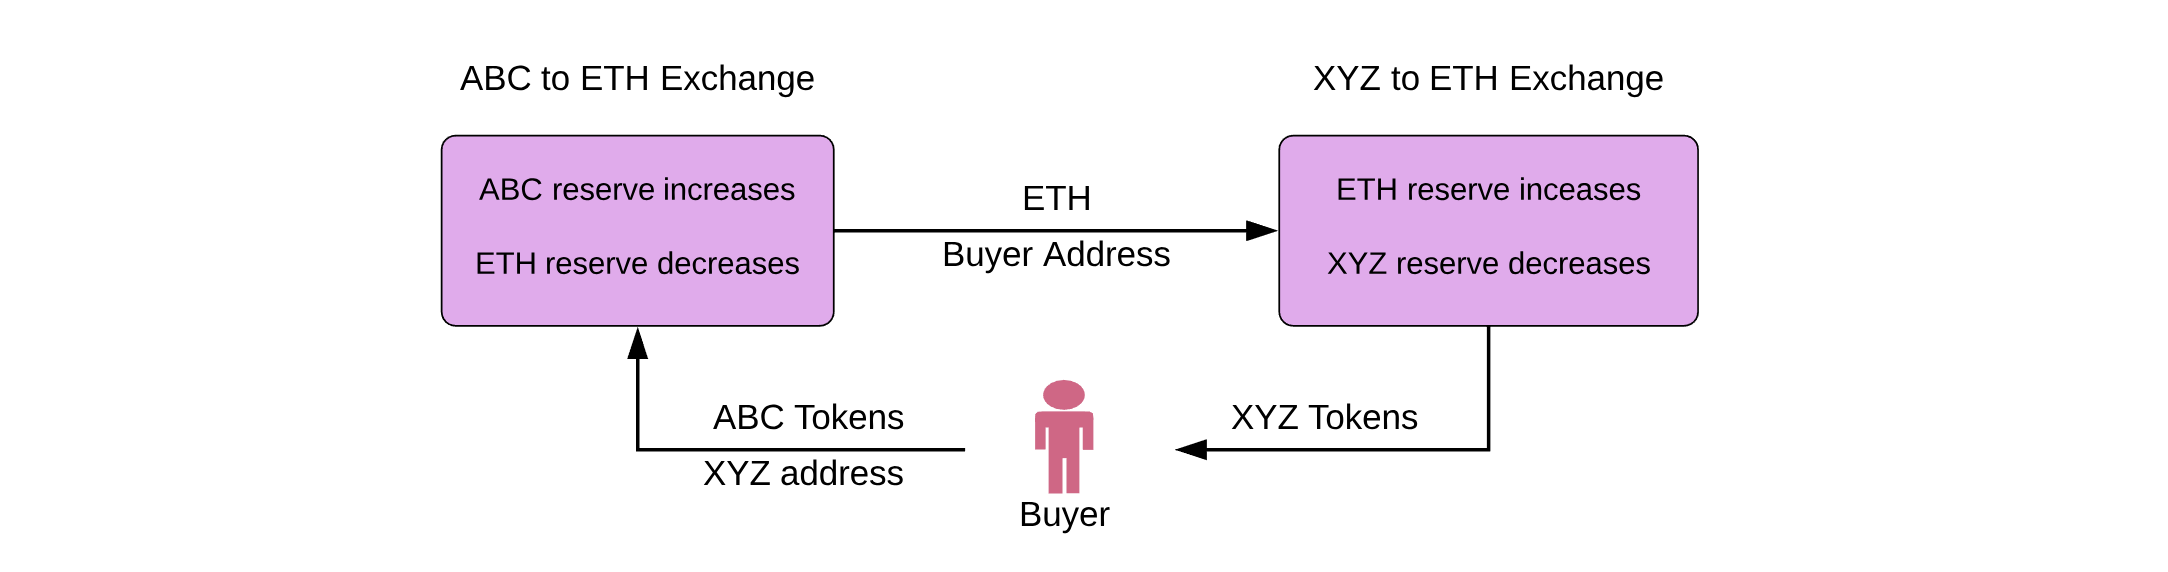 ABC to ETH Exchange
XYZ to ETH Exchange
ABC reserve increases
ETH reserve decreases
ETH
Buyer Address
ETH reserve inceases
XYZ reserve decreases
ABC Tokens
XYZ address
XYZ Tokens
Buyer